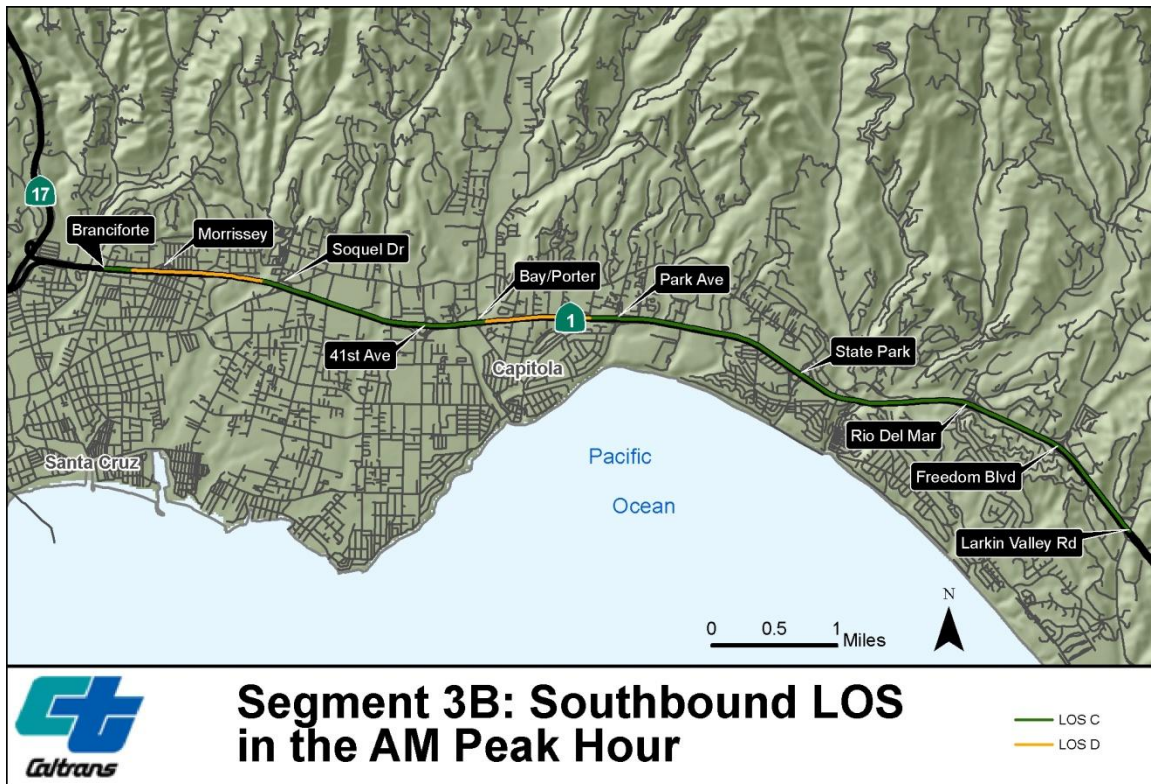 17
Branciforte
Morrissey
Soquel Dr
Bay/Porter
Park Ave
1
41st Ave
Capitola
State Park
Rio Del Mar
Freedom Blvd
Larkin Valley Rd
Santa Cruz
Pacific
Ocean
N
0 0.5 1
Miles
Caltrans
Segment 3B: Southbound LOS
in the AM Peak Hour
LOS C
LOS D